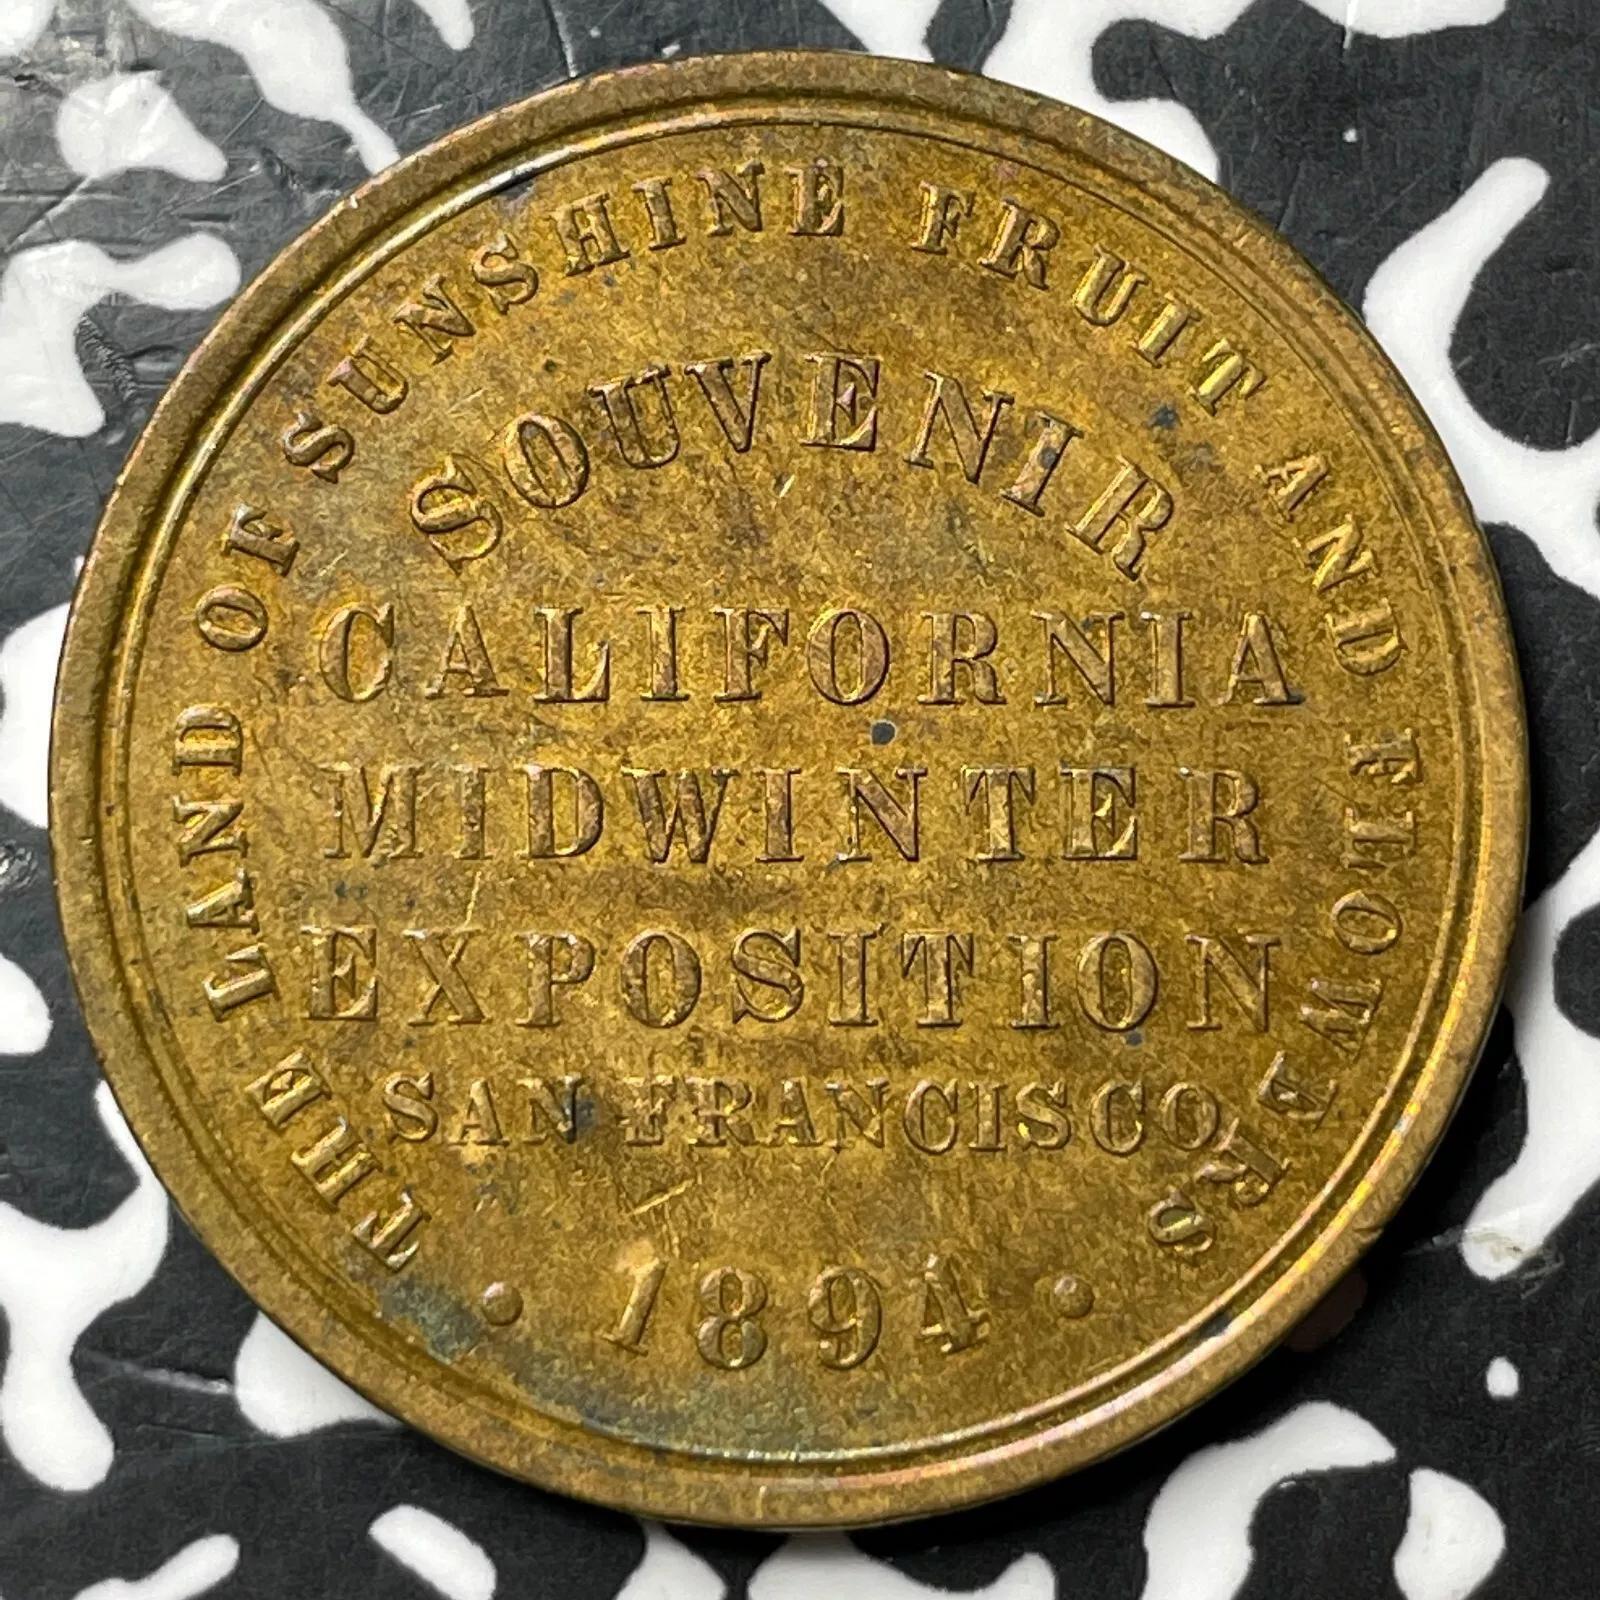 THE LAND OF SUNSHINE FRUIT AND FLOWERS
SOUVENIR
CALIFORNIA
MIDWINTER
EXPOSITION
SAN FRANCISCO
• 1894 •